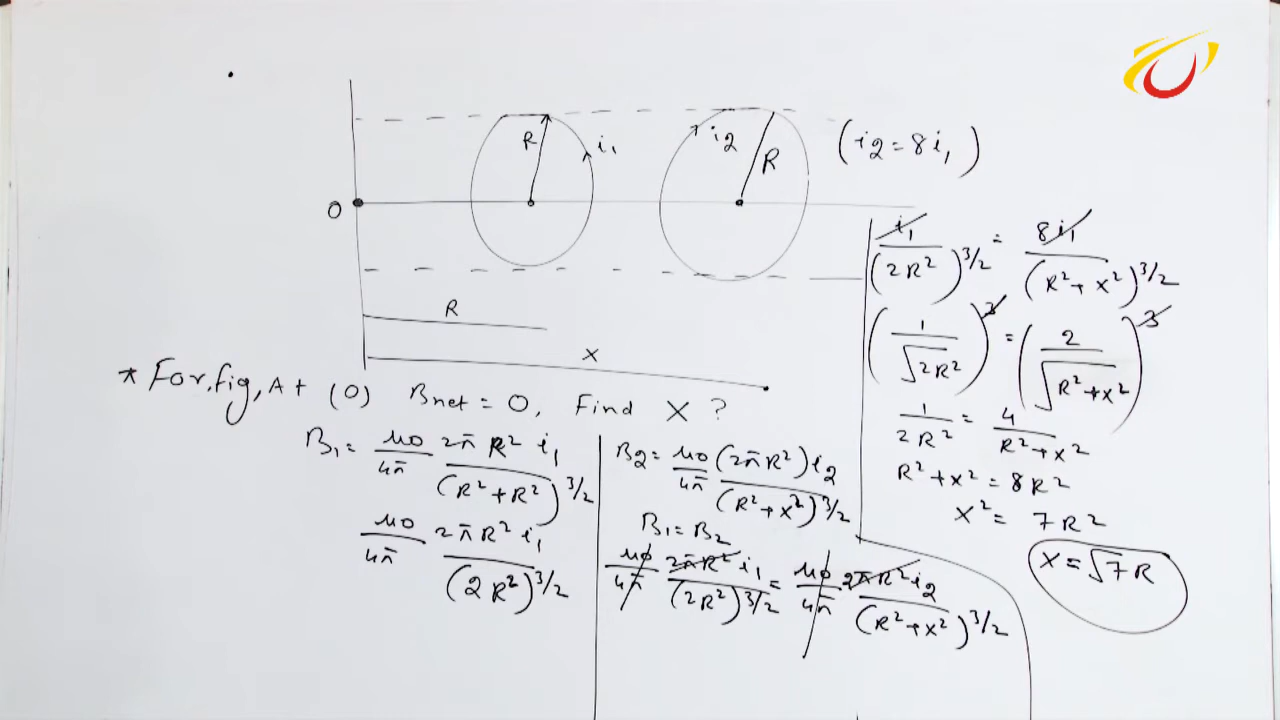 R
i₁
i₂
R
(i₂ = 8i₁)
O
R
x
* For, fig, At (O) Bnet = 0, Find X ?
B₁ = μ0/4π 2πR² i₁/(R² + R²)^3/2
μ0/4π 2πR² i₁/(2R²)^3/2
B₂ = μ0/4π (2πR²)i₂/(R² + x²)^3/2
B₁ = B₂
μ0/4π 2πR² i₁/(2R²)^3/2 = μ0/4π 2πR² i₂/(R² + x²)^3/2
i₁/(2R²)^3/2 = 8i₁/(R² + x²)^3/2
(1/√2R²)^3 = (2/√R² + x²)^3
1/2R² = 4/R² + x²
R² + x² = 8R²
x² = 7R²
x = √7R